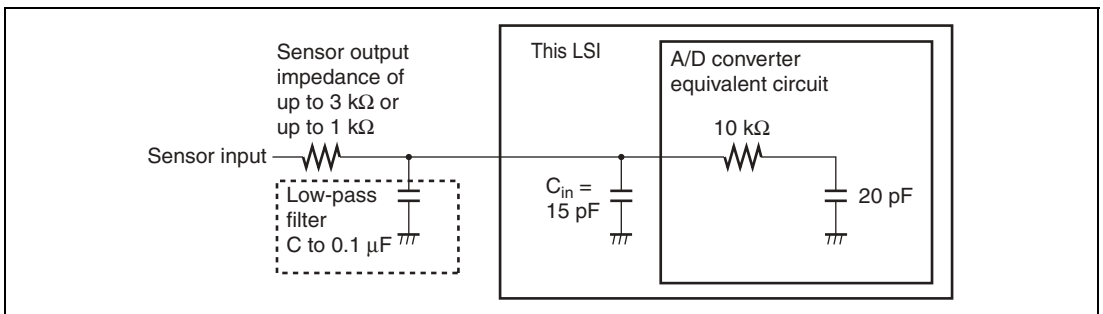 Sensor output
impedance of
up to 3 kΩ or
up to 1 kΩ
This LSI
A/D converter
equivalent circuit
10 kΩ
Sensor input
Low-pass
filter
C to 0.1 μF
Cin =
15 pF
20 pF